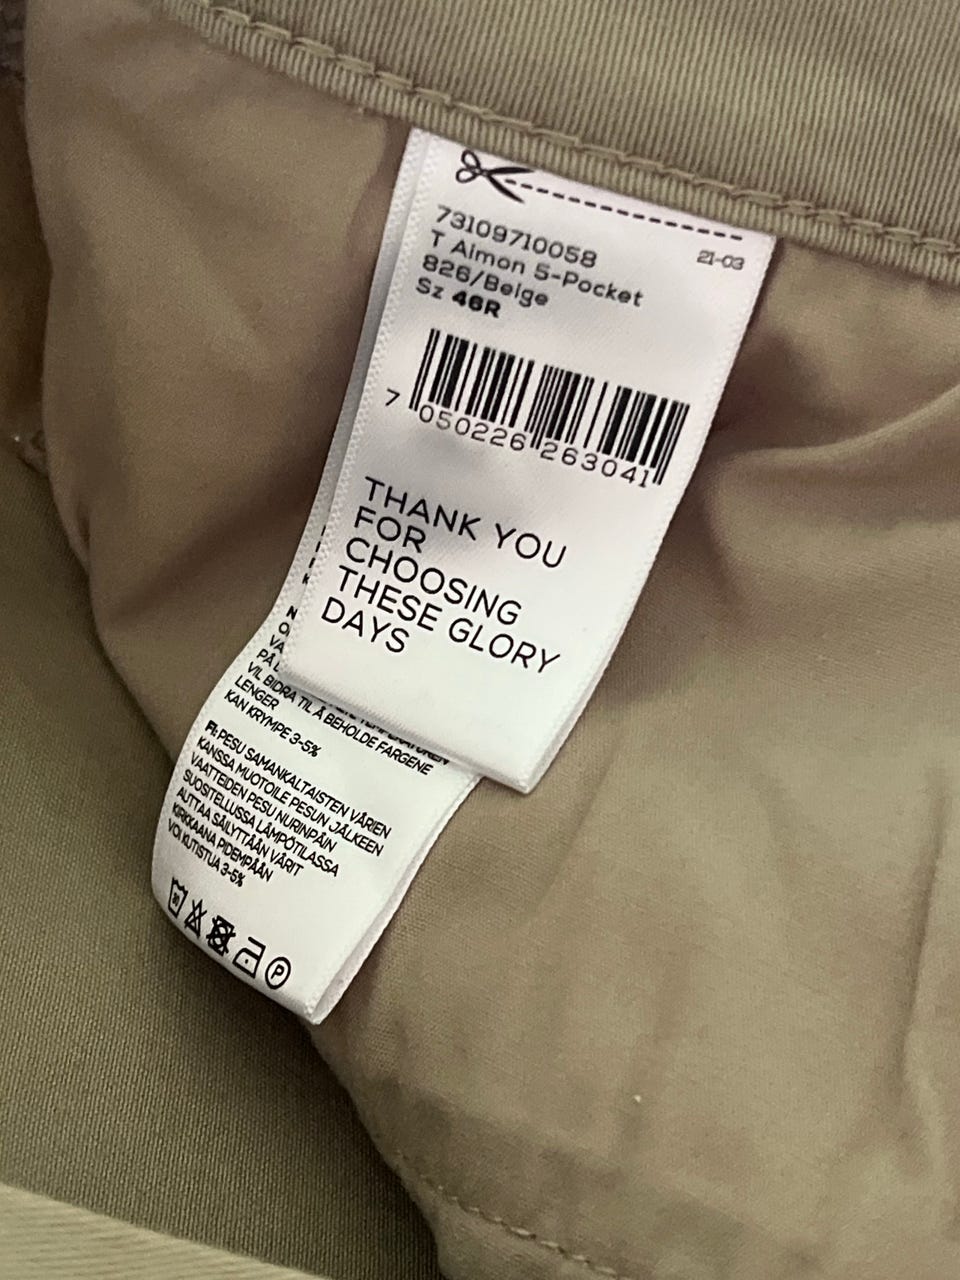 73109710058 21-03
T Almon 5-Pocket
826/Beige
Sz 46R
7 050226 263041
THANK YOU
FOR
CHOOSING
THESE GLORY
DAYS
VIL BIDRA TIL Å BEHOLDE FARGENE
LENGER
KAN KRYMPE 3-5%
FI: PESU SAMANKALTAISTEN VÄRIEN
KANSSA MUOTOILE PESUN JÄLKEEN
VAATTEIDEN PESU NURINPÄIN
SUOSITELLUSSA LÄMPÖTILASSA
AUTTAA SÄILYTTÄÄN VÄRIT
KIRKKAANA PIDEMPÄÄN
VOI KUTISTUA 3-5%
30
P